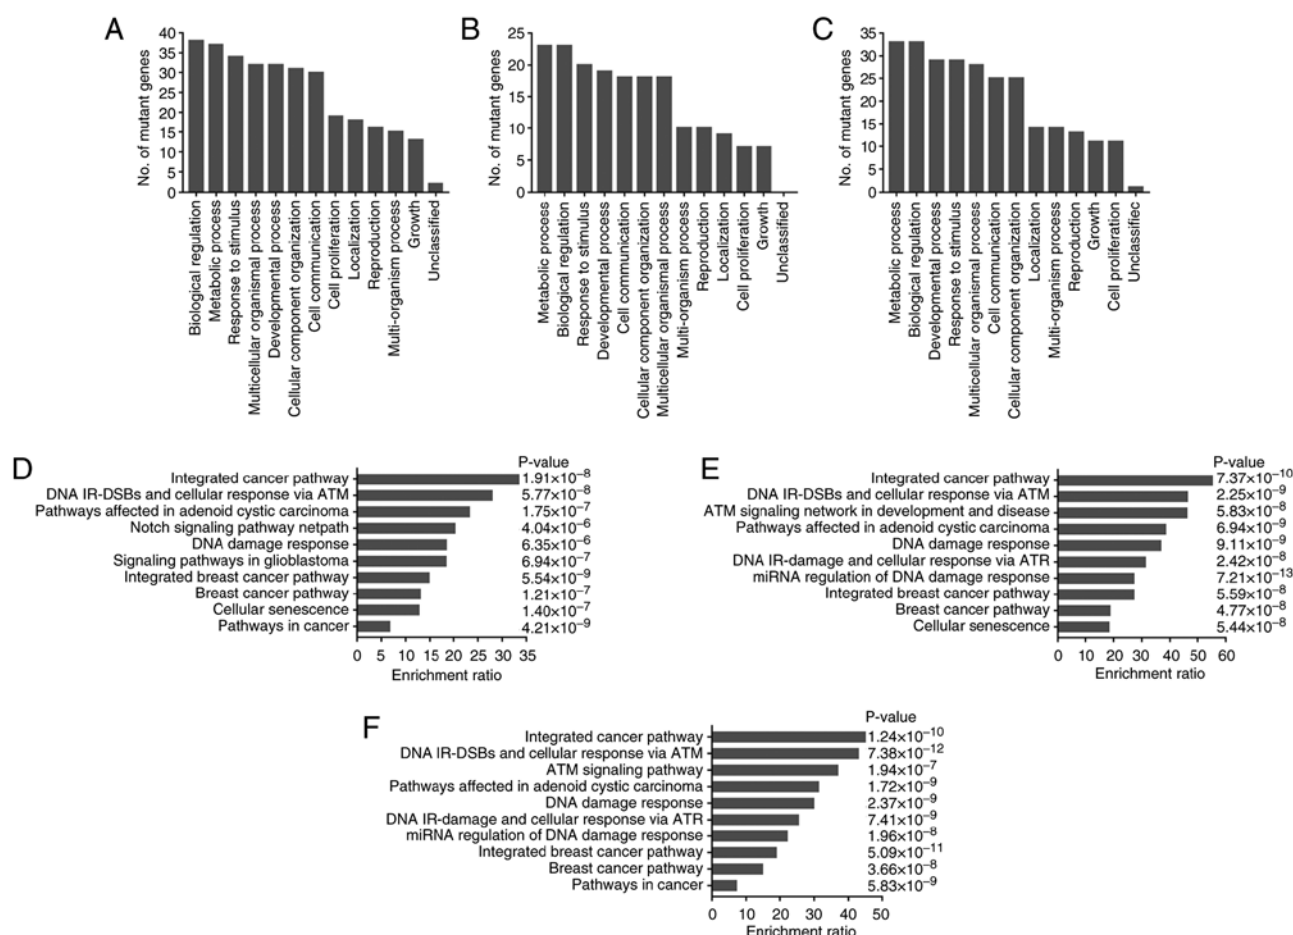 A
No. of mutant genes
40
35
30
25
20
15
10
5
0
Biological regulation
Metabolic process
Response to stimulus
Multicellular organismal process
Developmental process
Cellular component organization
Cell communication
Cell proliferation
Localization
Reproduction
Multi-organism process
Growth
Unclassified
B
No. of mutant genes
25
20
15
10
5
0
Metabolic process
Biological regulation
Response to stimulus
Developmental process
Cell communication
Cellular component organization
Multicellular organismal process
Multi-organism process
Reproduction
Localization
Cell proliferation
Growth
Unclassified
C
No. of mutant genes
35
30
25
20
15
10
5
0
Metabolic process
Biological regulation
Developmental process
Response to stimulus
Multicellular organismal process
Cell communication
Cellular component organization
Localization
Multi-organism process
Reproduction
Growth
Cell proliferation
Unclassifiec
D
P-value
Integrated cancer pathway 1.91×10⁻⁸
DNA IR-DSBs and cellular response via ATM 5.77×10⁻⁸
Pathways affected in adenoid cystic carcinoma 1.75×10⁻⁷
Notch signaling pathway netpath 4.04×10⁻⁶
DNA damage response 6.35×10⁻⁶
Signaling pathways in glioblastoma 6.94×10⁻⁷
Integrated breast cancer pathway 5.54×10⁻⁹
Breast cancer pathway 1.21×10⁻⁷
Cellular senescence 1.40×10⁻⁷
Pathways in cancer 4.21×10⁻⁹
0 5 10 15 20 25 30 35
Enrichment ratio
E
P-value
Integrated cancer pathway 7.37×10⁻¹⁰
DNA IR-DSBs and cellular response via ATM 2.25×10⁻⁹
ATM signaling network in development and disease 5.83×10⁻⁸
Pathways affected in adenoid cystic carcinoma 6.94×10⁻⁹
DNA damage response 9.11×10⁻⁹
DNA IR-damage and cellular response via ATR 2.42×10⁻⁸
miRNA regulation of DNA damage response 7.21×10⁻¹³
Integrated breast cancer pathway 5.59×10⁻⁸
Breast cancer pathway 4.77×10⁻⁸
Cellular senescence 5.44×10⁻⁸
0 10 20 30 40 50 60
Enrichment ratio
F
P-value
Integrated cancer pathway 1.24×10⁻¹⁰
DNA IR-DSBs and cellular response via ATM 7.38×10⁻¹²
ATM signaling pathway 1.94×10⁻⁷
Pathways affected in adenoid cystic carcinoma 1.72×10⁻⁹
DNA damage response 2.37×10⁻⁹
DNA IR-damage and cellular response via ATR 7.41×10⁻⁹
miRNA regulation of DNA damage response 1.96×10⁻⁸
Integrated breast cancer pathway 5.09×10⁻¹¹
Breast cancer pathway 3.66×10⁻⁸
Pathways in cancer 5.83×10⁻⁹
0 10 20 30 40 50
Enrichment ratio